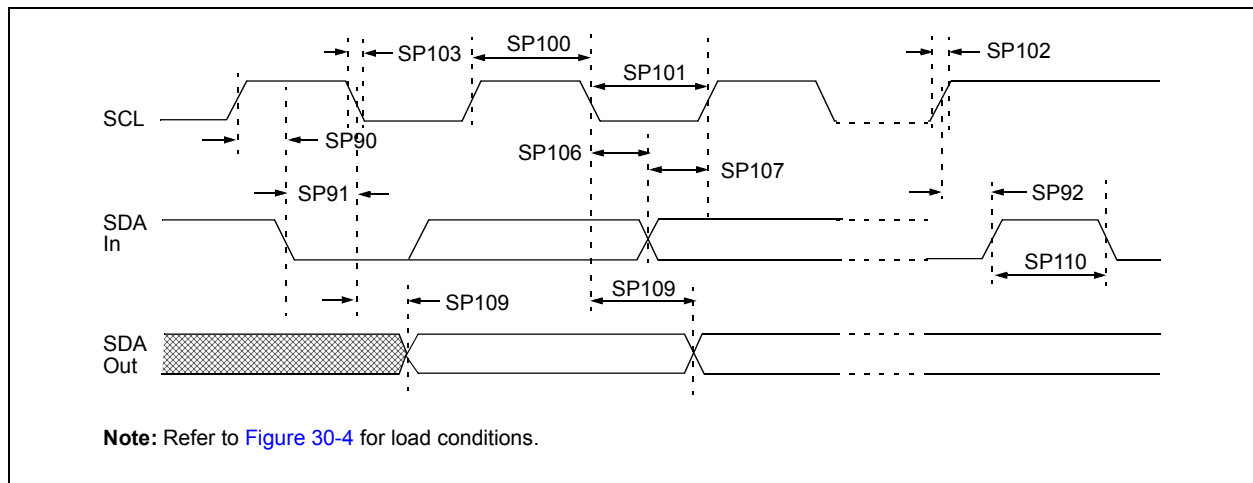 SP103
SP100
SP101
SP102
SCL
SP90
SP106
SP107
SP91
SP92
SDA
In
SP110
SP109
SP109
SDA
Out
Note: Refer to Figure 30-4 for load conditions.